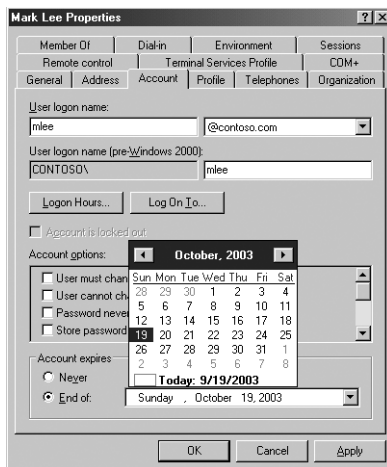 Mark Lee Properties
Member Of Dial-in Environment Sessions
Remote control Terminal Services Profile COM+
General Address Account Profile Telephones Organization
User logon name:
mlee @contoso.com
User logon name (pre-Windows 2000):
CONTOSO\ mlee
Logon Hours... Log On To...
Account is locked out
Account options:
October, 2003
User must chan
User cannot ch
Password never
Store password
Sun Mon Tue Wed Thu Fri Sat
28 29 30 1 2 3 4
5 6 7 8 9 10 11
12 13 14 15 16 17 18
19 20 21 22 23 24 25
26 27 28 29 30 31 1
2 3 4 5 6 7 8
Today: 9/19/2003
Account expires
Never
End of: Sunday , October 19, 2003
OK Cancel Apply